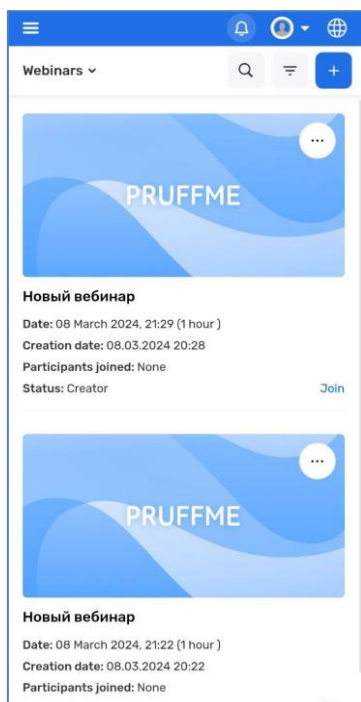 Webinars
PRUFFME
Новый вебинар
Date: 08 March 2024, 21:29 (1 hour )
Creation date: 08.03.2024 20:28
Participants joined: None
Status: Creator Join
PRUFFME
Новый вебинар
Date: 08 March 2024, 21:22 (1 hour )
Creation date: 08.03.2024 20:22
Participants joined: None